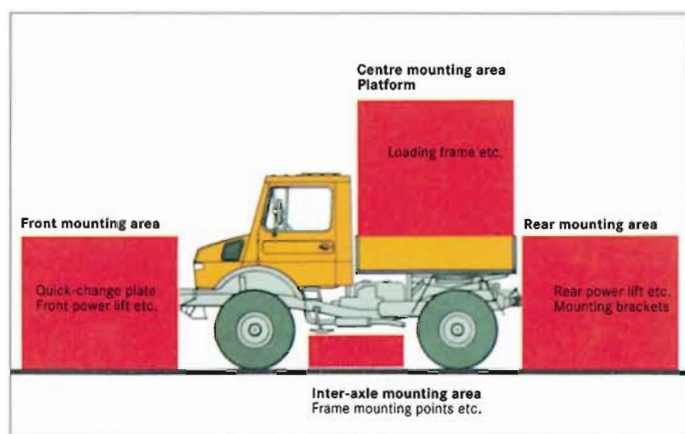 Centre mounting area
Platform
Loading frame etc.
Front mounting area
Rear mounting area
Quick-change plate
Front power lift etc.
Rear power lift etc.
Mounting brackets
Inter-axle mounting area
Frame mounting points etc.